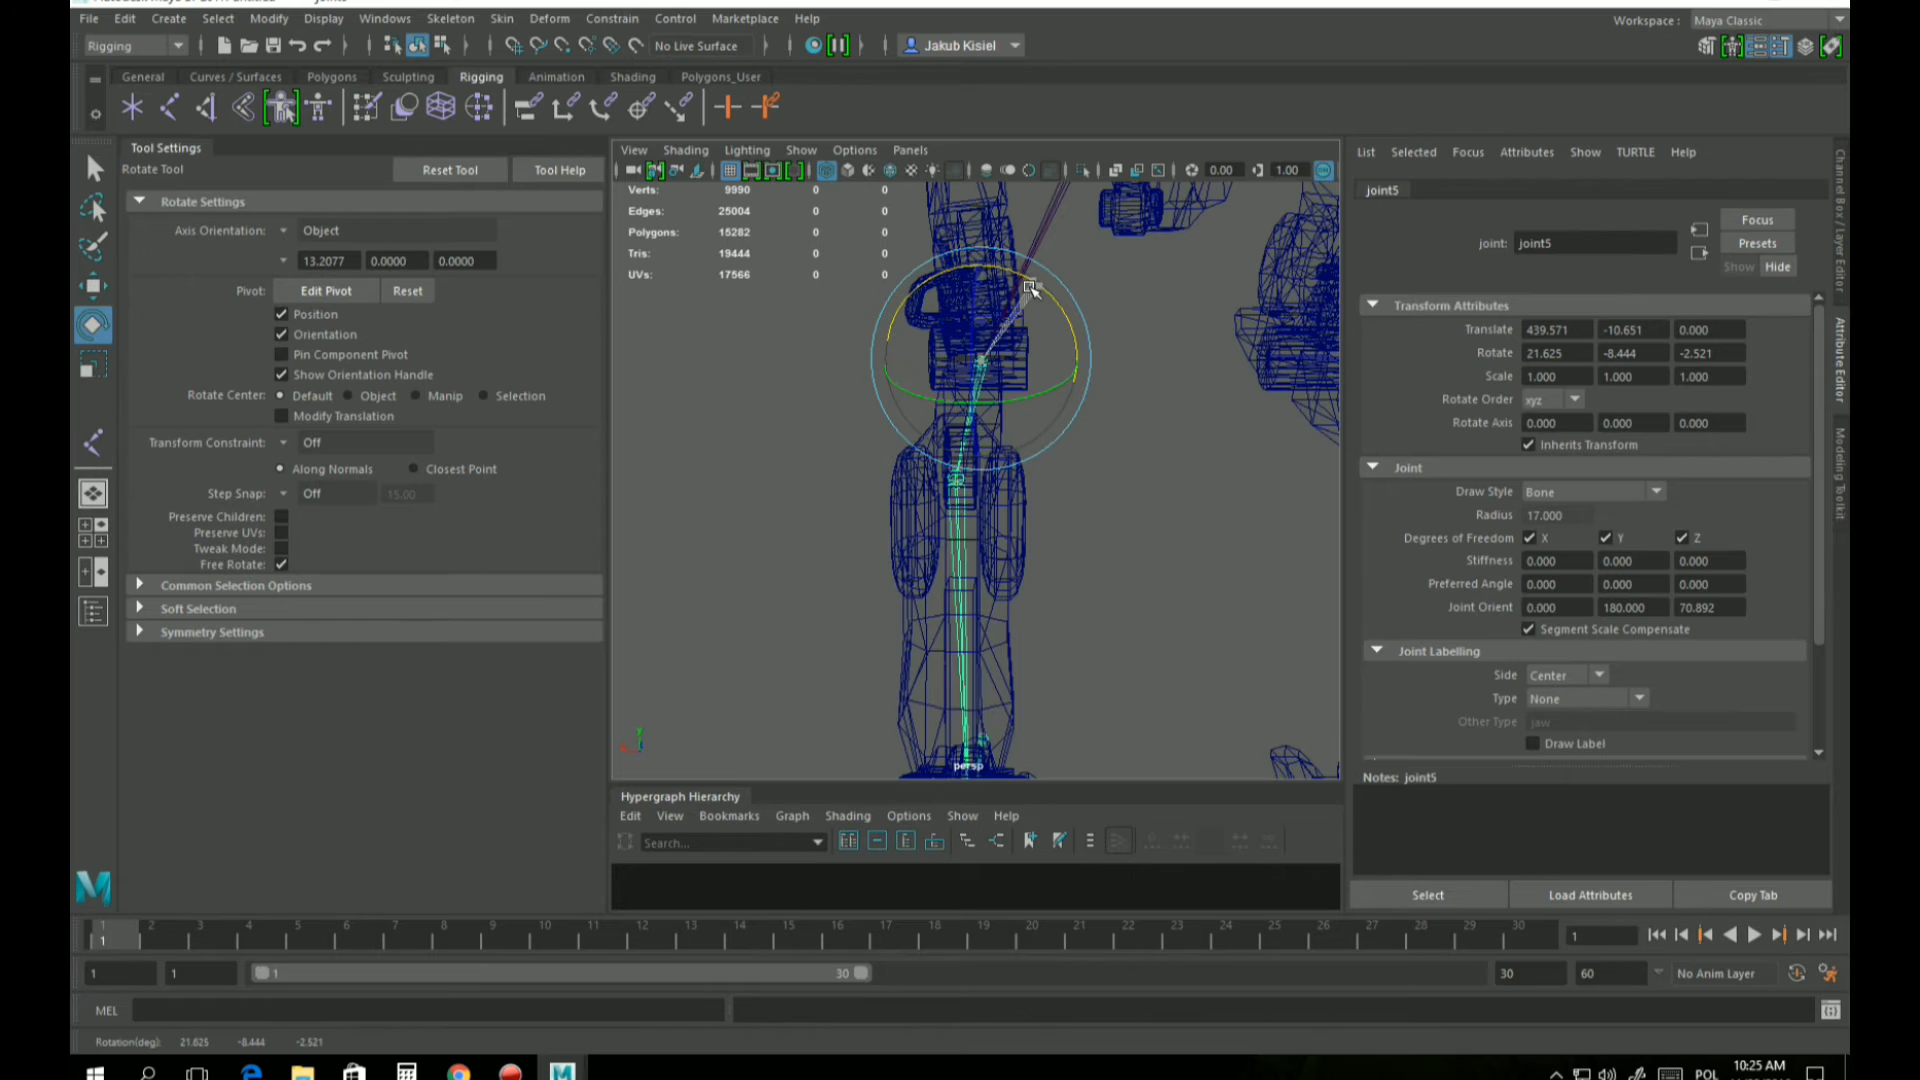 File Edit Create Select Modify Display Windows Skeleton Skin Deform Constrain Control Marketplace Help
Workspace : Maya Classic
Rigging No Live Surface Jakub Kisiel
General Curves / Surfaces Polygons Sculpting Rigging Animation Shading Polygons_User
Tool Settings
Rotate Tool Reset Tool Tool Help
Rotate Settings
Axis Orientation: Object
13.2077 0.0000 0.0000
Pivot: Edit Pivot Reset
Position
Orientation
Pin Component Pivot
Show Orientation Handle
Rotate Center: Default Object Manip Selection
Modify Translation
Transform Constraint: Off
Along Normals Closest Point
Step Snap: Off 15.00
Preserve Children:
Preserve UVs:
Tweak Mode:
Free Rotate:
Common Selection Options
Soft Selection
Symmetry Settings
View Shading Lighting Show Options Panels
0.00 1.00
Verts: 9990 0 0
Edges: 25004 0 0
Polygons: 15282 0 0
Tris: 19444 0 0
UVs: 17566 0 0
persp
Hypergraph Hierarchy
Edit View Bookmarks Graph Shading Options Show Help
Search...
List Selected Focus Attributes Show TURTLE Help
joint5
Focus
joint: joint5 Presets
Show Hide
Transform Attributes
Translate 439.571 -10.651 0.000
Rotate 21.625 -8.444 -2.521
Scale 1.000 1.000 1.000
Rotate Order xyz
Rotate Axis 0.000 0.000 0.000
Inherits Transform
Joint
Draw Style Bone
Radius 17.000
Degrees of Freedom X Y Z
Stiffness 0.000 0.000 0.000
Preferred Angle 0.000 0.000 0.000
Joint Orient 0.000 180.000 70.892
Segment Scale Compensate
Joint Labelling
Side Center
Type None
Other Type jaw
Draw Label
Notes: joint5
Select Load Attributes Copy Tab
Channel Box / Layer Editor
Attribute Editor
Modeling Toolkit
1 2 3 4 5 6 7 8 9 10 11 12 13 14 15 16 17 18 19 20 21 22 23 24 25 26 27 28 29 30
1 1
1 1 1 30 30 60 No Anim Layer
MEL
Rotation(deg): 21.625 -8.444 -2.521
POL 10:25 AM